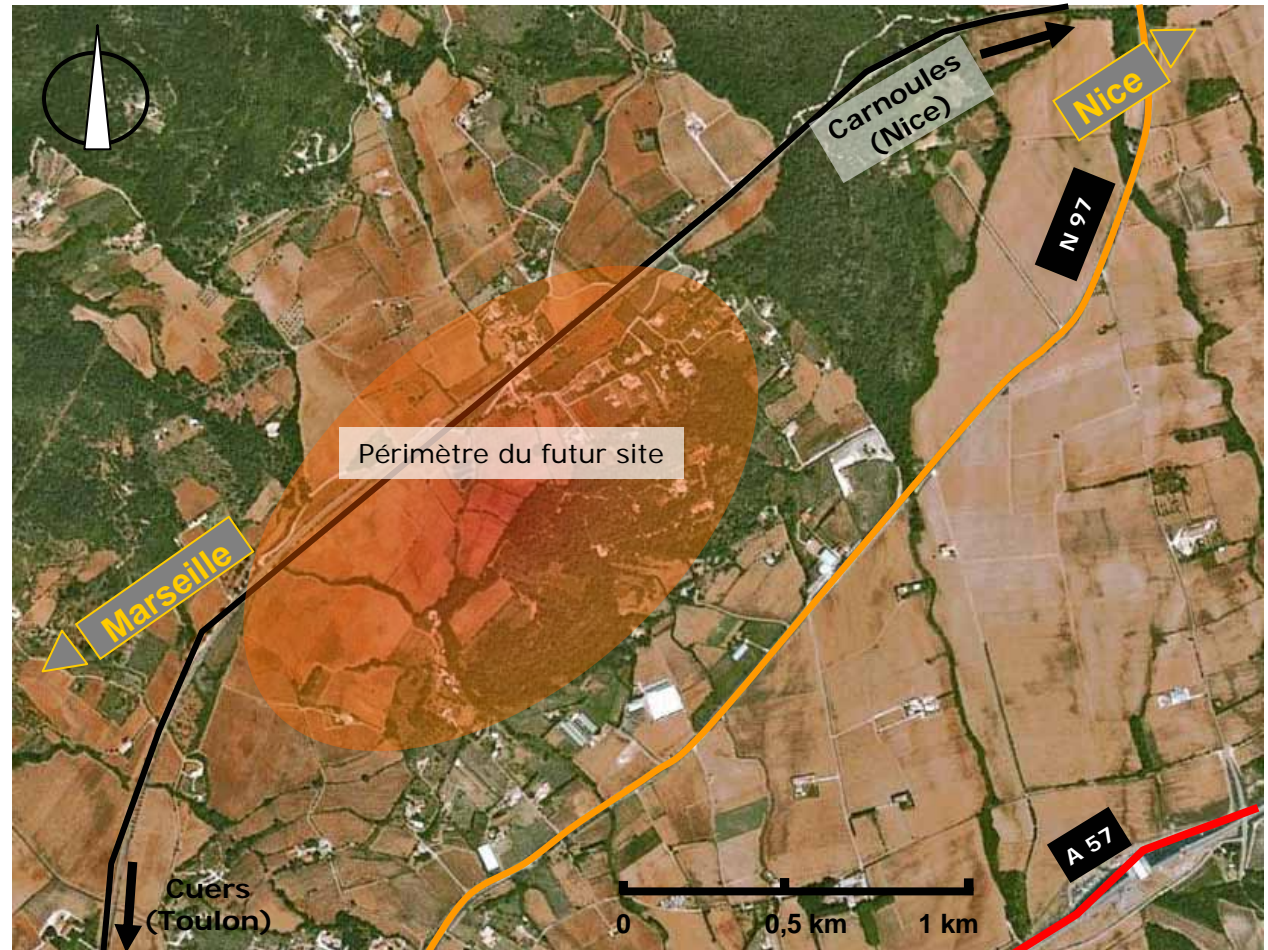 Carnoules
(Nice)
Nice
N 97
Périmètre du futur site
Marseille
A 57
Cuers
(Toulon)
0
0,5 km
1 km